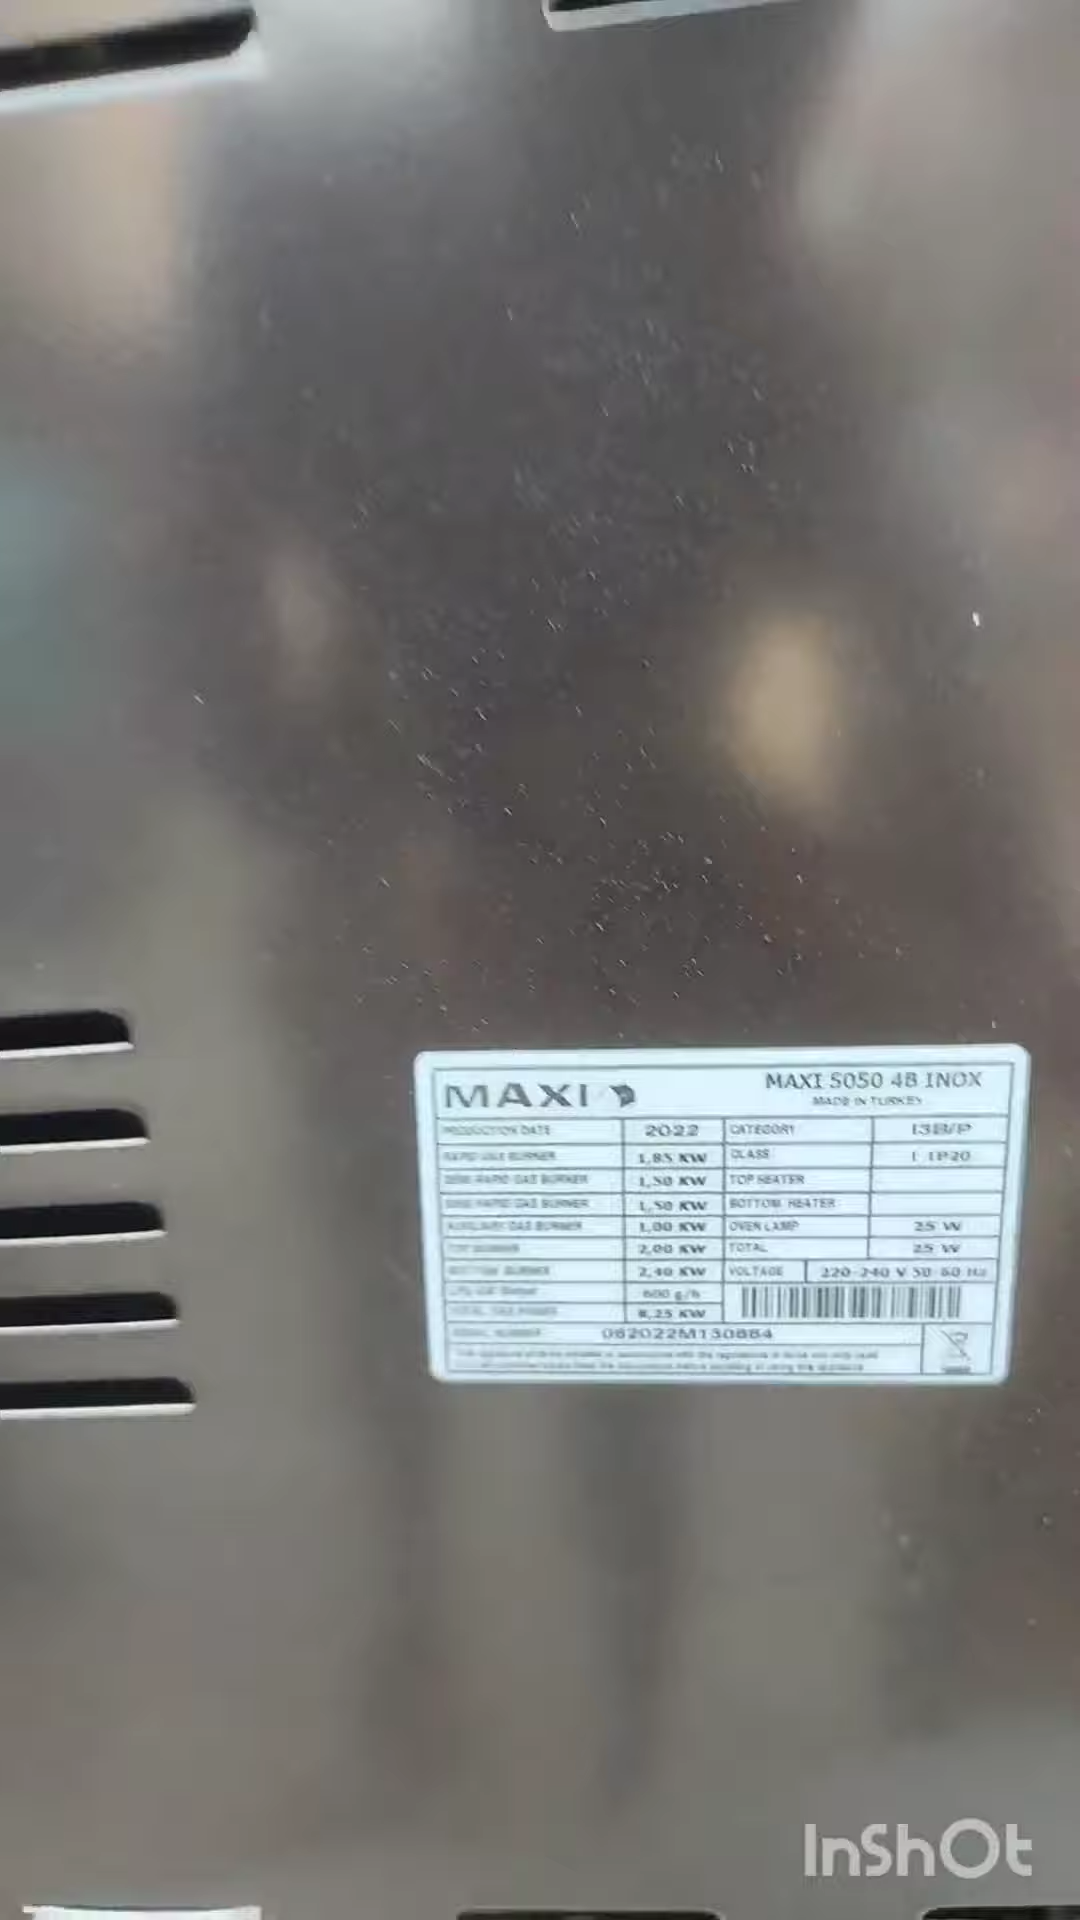 MAXI
MAXI 5050 4B INOX
MADE IN TURKEY
PRODUCTION DATE 2022 CATEGORY I3B/P
RAPID GAS BURNER 1,85 KW CLASS 1 IP20
SEMI RAPID GAS BURNER 1,50 KW TOP HEATER
SEMI RAPID GAS BURNER 1,50 KW BOTTOM HEATER
AUXILIARY GAS BURNER 1,00 KW OVEN LAMP 25 W
TOP BURNER 2,00 KW TOTAL 25 W
BOTTOM BURNER 2,40 KW VOLTAGE 220-240 V 50-60 Hz
600 g/h
TOTAL GAS POWER 8,25 KW
SERIAL NUMBER 062022M130884
InShOt